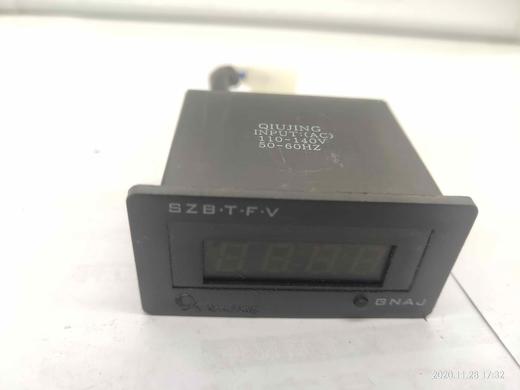 QIUJING
INPUT:(AC)
110-140V
50-60HZ
SZB·T·F·V
GNAJ
2020.11.28 17:32